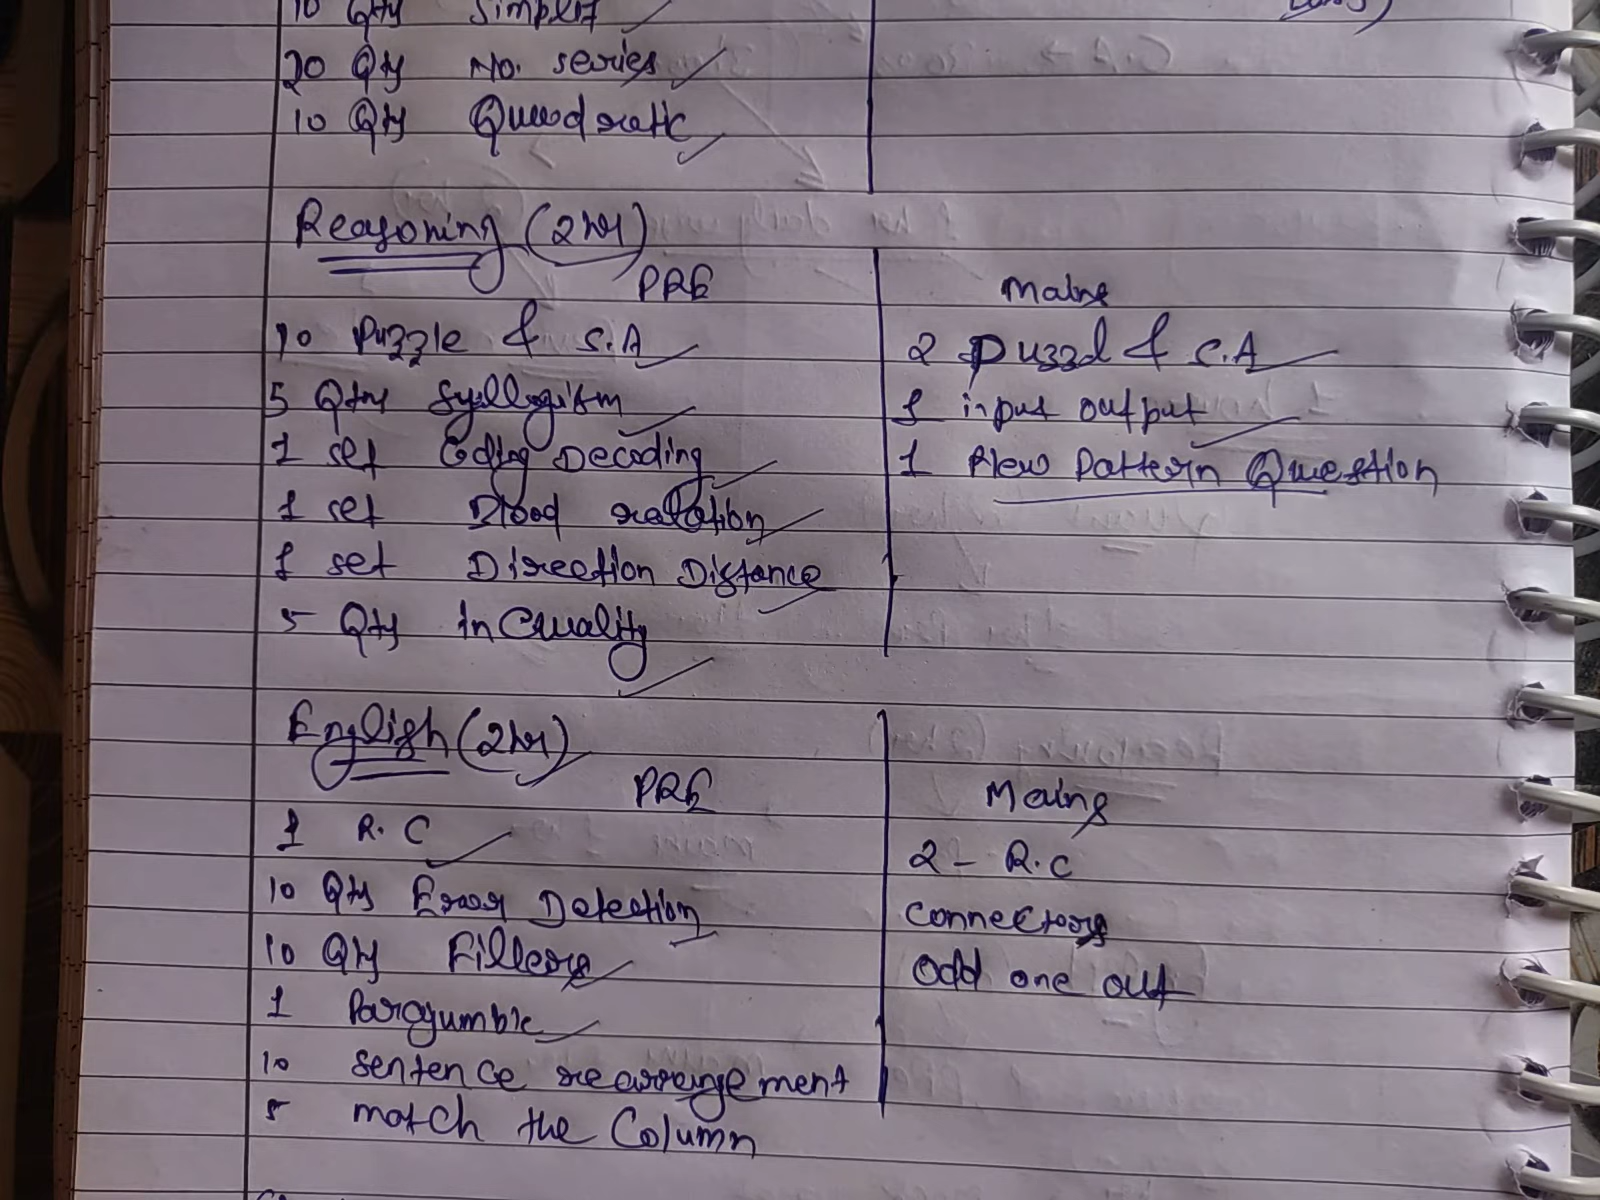 10 Qty Simplif
20 Qty No. series
10 Qty Quadratic
Reasoning (2hr)
PRE
Mains
10 Puzzle & S.A
2 Puzzl & S.A
5 Qty Syllogism
1 input output
1 set Coding Decoding
1 New Pattern Question
1 set Blood relation
1 set Direction Distance
5 Qty InEquality
English (2hr)
PRE
Mains
1 R.C
2 - R.C
10 Qty Error Detection
Connectors
10 Qty Fillers
Odd one out
1 Parajumble
10 sentence rearrangement
5 match the Column